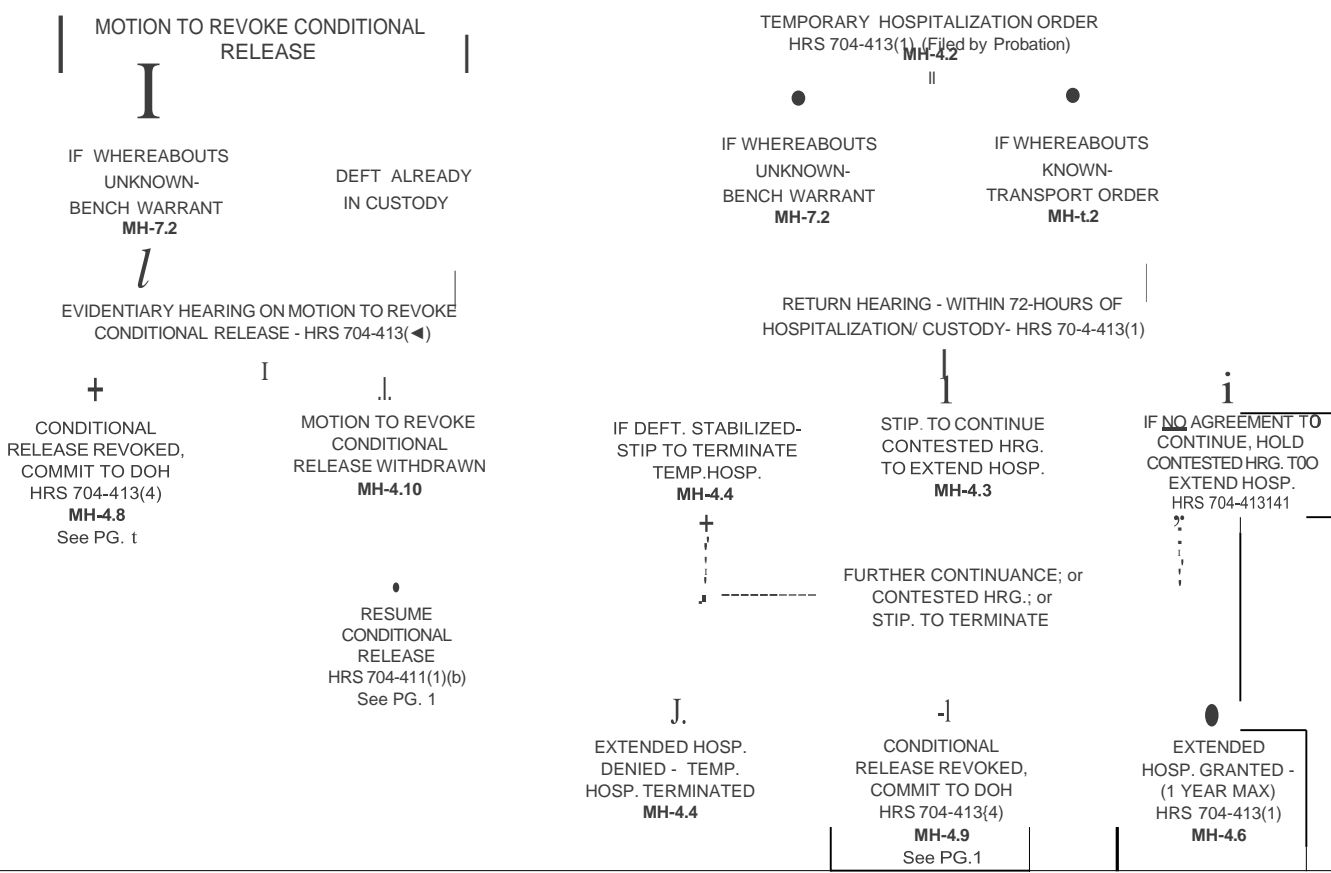 MOTION TO REVOKE CONDITIONAL
RELEASE
I
IF WHEREABOUTS
UNKNOWN-
BENCH WARRANT
MH-7.2
DEFT ALREADY
IN CUSTODY
l
EVIDENTIARY HEARING ON MOTION TO REVOKE
CONDITIONAL RELEASE - HRS 704-413(◄)
I
+
CONDITIONAL
RELEASE REVOKED,
COMMIT TO DOH
HRS 704-413(4)
MH-4.8
See PG. t
.l.
MOTION TO REVOKE
CONDITIONAL
RELEASE WITHDRAWN
MH-4.10
•
RESUME
CONDITIONAL
RELEASE
HRS 704-411(1)(b)
See PG. 1
TEMPORARY HOSPITALIZATION ORDER
HRS 704-413(1) (Filed by Probation)
MH-4.2
II
•
IF WHEREABOUTS
UNKNOWN-
BENCH WARRANT
MH-7.2
•
IF WHEREABOUTS
KNOWN-
TRANSPORT ORDER
MH-t.2
RETURN HEARING - WITHIN 72-HOURS OF
HOSPITALIZATION/ CUSTODY- HRS 70-4-413(1)
IF DEFT. STABILIZED-
STIP TO TERMINATE
TEMP.HOSP.
MH-4.4
+
l
STIP. TO CONTINUE
CONTESTED HRG.
TO EXTEND HOSP.
MH-4.3
i
IF NO AGREEMENT TO
CONTINUE, HOLD
CONTESTED HRG. T0O
EXTEND HOSP.
HRS 704-413141
FURTHER CONTINUANCE; or
CONTESTED HRG.; or
STIP. TO TERMINATE
J.
EXTENDED HOSP.
DENIED - TEMP.
HOSP. TERMINATED
MH-4.4
-l
CONDITIONAL
RELEASE REVOKED,
COMMIT TO DOH
HRS 704-413{4)
MH-4.9
See PG.1
•
EXTENDED
HOSP. GRANTED -
(1 YEAR MAX)
HRS 704-413(1)
MH-4.6